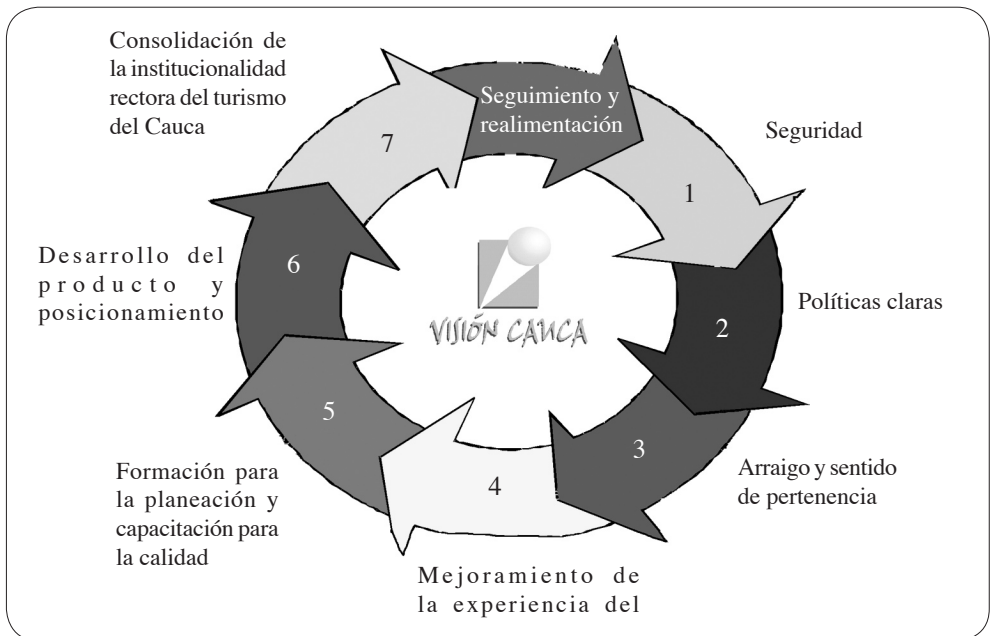 Consolidación de
la institucionalidad
rectora del turismo
del Cauca
Seguimiento y
realimentación
7
Seguridad
1
Desarrollo del
producto y
posicionamiento
6
VISIÓN CAUCA
Políticas claras
2
5
3
4
Formación para
la planeación y
capacitación para
la calidad
Arraigo y sentido
de pertenencia
Mejoramiento de
la experiencia del